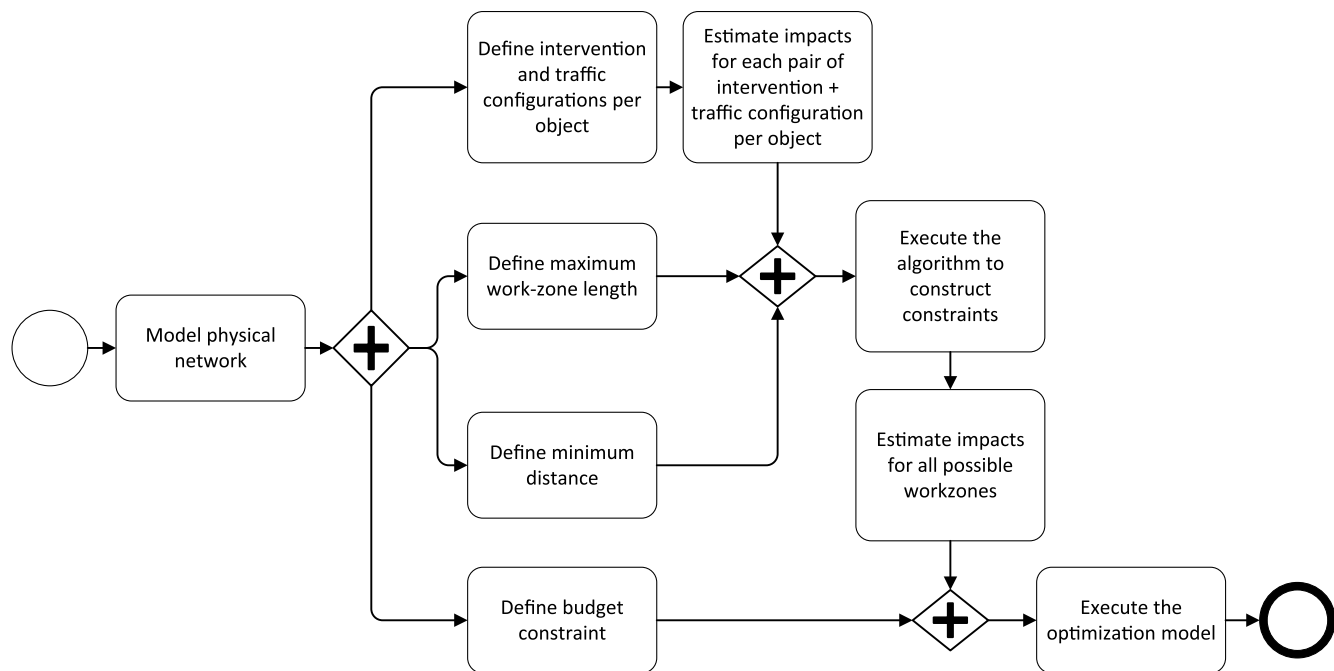 Define intervention
and traffic
configurations per
object
Estimate impacts
for each pair of
intervention +
traffic configuration
per object
Define maximum
work-zone length
Execute the
algorithm to
construct
constraints
Model physical
network
Define minimum
distance
Estimate impacts
for all possible
workzones
Define budget
constraint
Execute the
optimization model